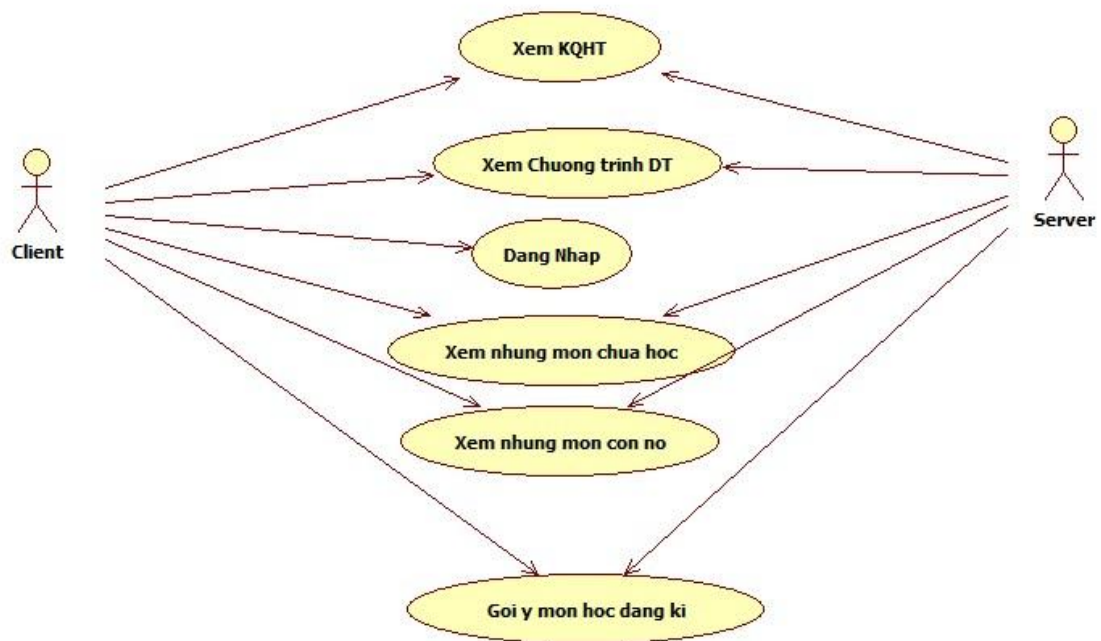 Xem KQHT
Xem Chuong trinh DT
Client
Server
Dang Nhap
Xem nhung mon chua hoc
Xem nhung mon con no
Goi y mon hoc dang ki